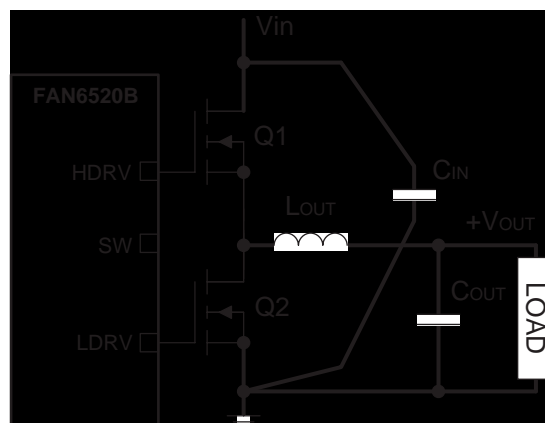 Vin
FAN6520B
Q1
HDRV
CIN
LOUT
+VOUT
SW
Q2
COUT
LOAD
LDRV